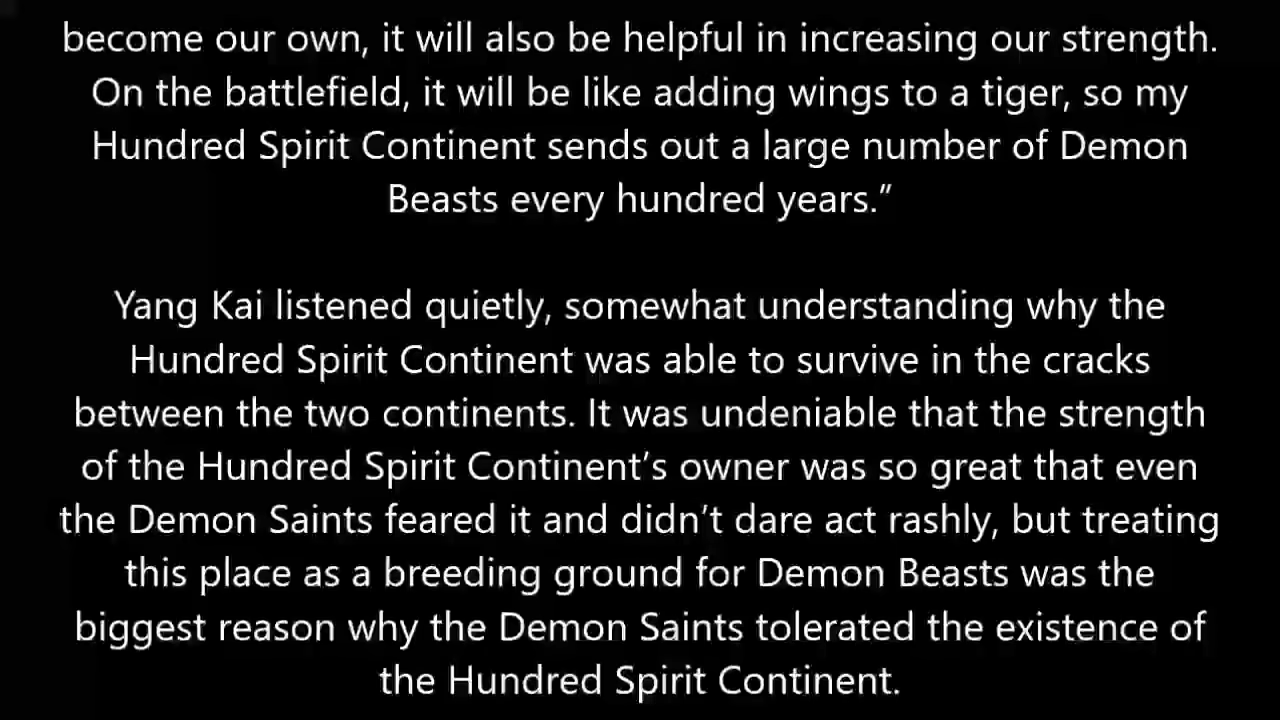 become our own, it will also be helpful in increasing our strength.
On the battlefield, it will be like adding wings to a tiger, so my
Hundred Spirit Continent sends out a large number of Demon
Beasts every hundred years.”
Yang Kai listened quietly, somewhat understanding why the
Hundred Spirit Continent was able to survive in the cracks
between the two continents. It was undeniable that the strength
of the Hundred Spirit Continent’s owner was so great that even
the Demon Saints feared it and didn’t dare act rashly, but treating
this place as a breeding ground for Demon Beasts was the
biggest reason why the Demon Saints tolerated the existence of
the Hundred Spirit Continent.